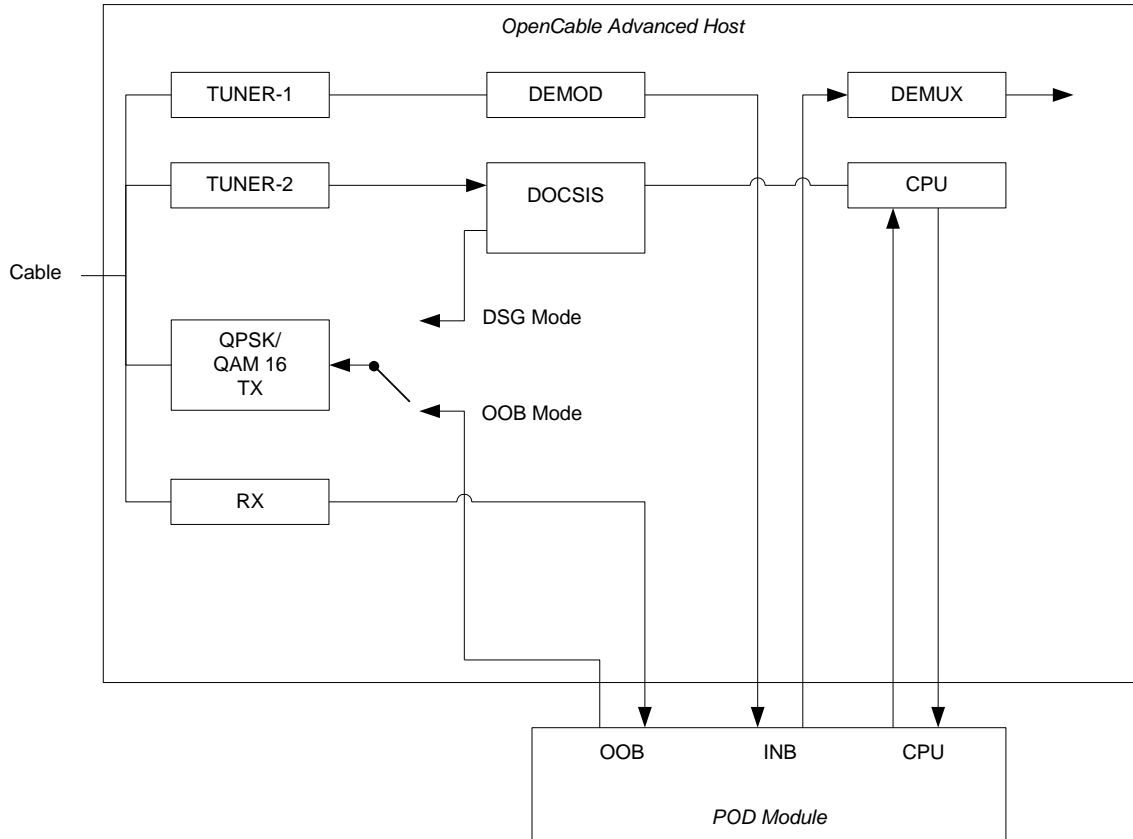 OpenCable Advanced Host
TUNER-1
DEMOD
DEMUX
TUNER-2
DOCSIS
CPU
Cable
DSG Mode
QPSK/
QAM 16
TX
OOB Mode
RX
OOB
INB
CPU
POD Module